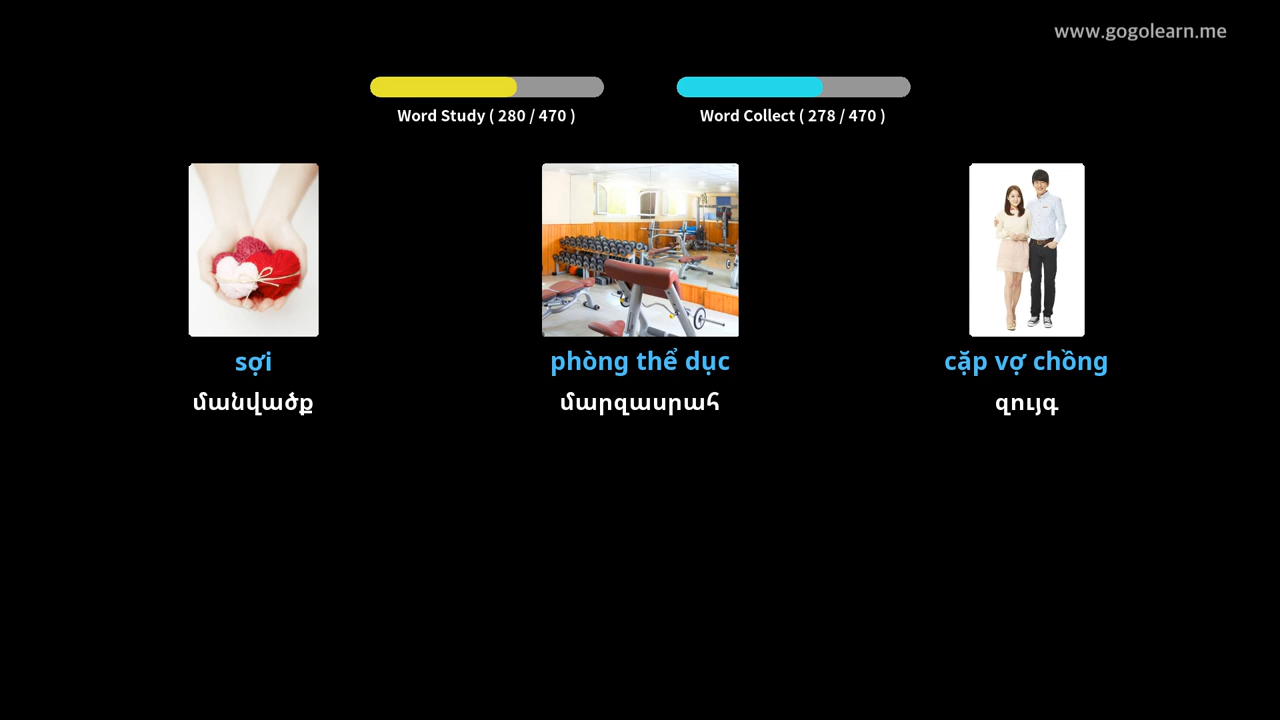 www.gogolearn.me
Word Study ( 280 / 470 )
Word Collect ( 278 / 470 )
sợi
phòng thể dục
cặp vợ chồng
մանվածք
մարզասրահ
զույգ